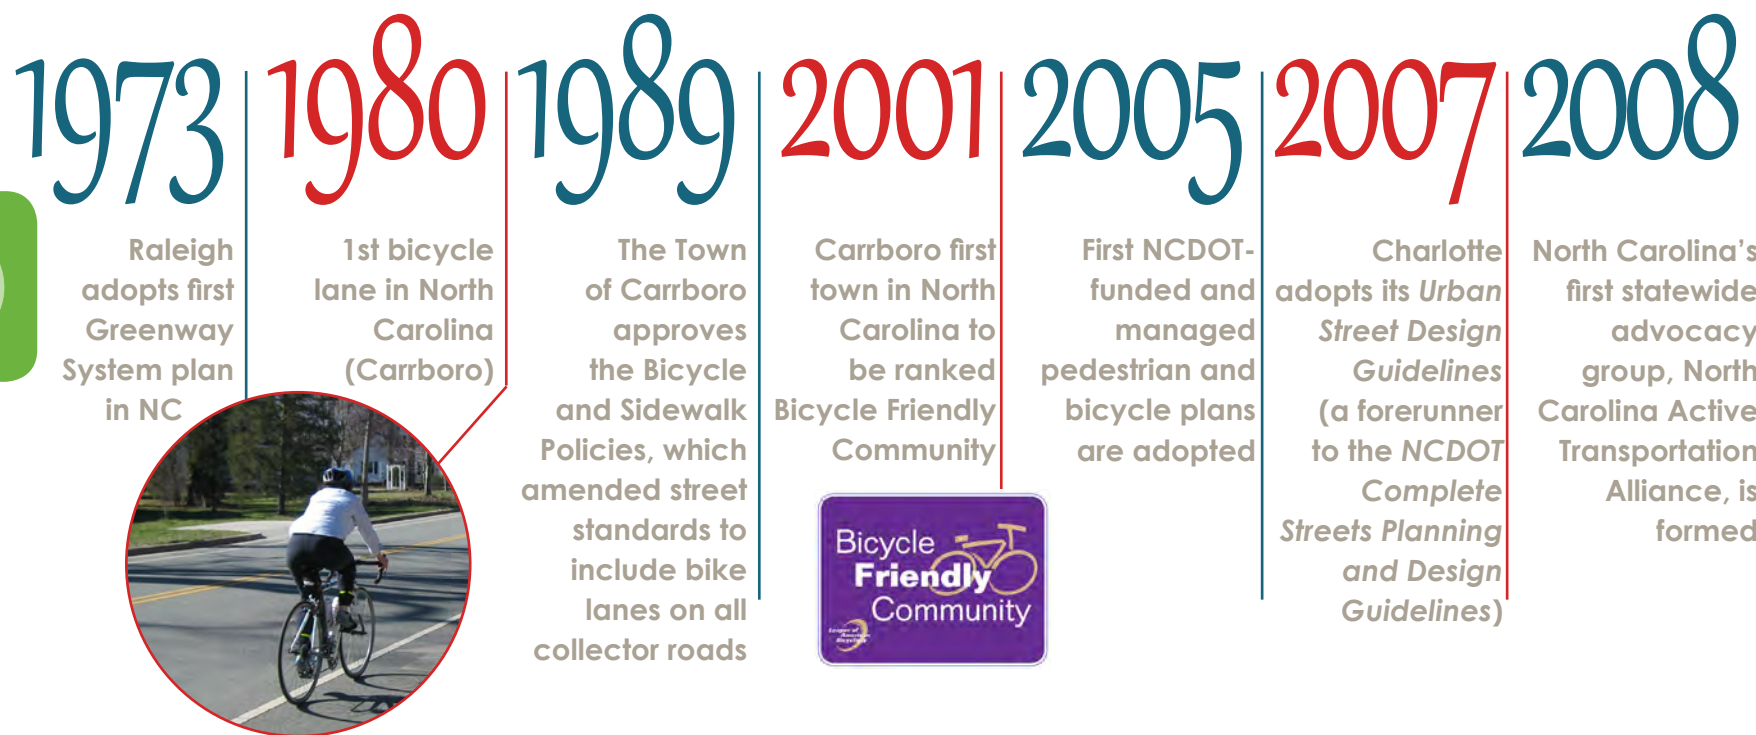 1973
Raleigh
adopts first
Greenway
System plan
in NC
1980
1st bicycle
lane in North
Carolina
(Carrboro)
1989
The Town
of Carrboro
approves
the Bicycle
and Sidewalk
Policies, which
amended street
standards to
include bike
lanes on all
collector roads
2001
Carrboro first
town in North
Carolina to
be ranked
Bicycle Friendly
Community
Bicycle
Friendly
Community
League of
American
Bicyclists
2005
First NCDOT-
funded and
managed
pedestrian and
bicycle plans
are adopted
2007
Charlotte
adopts its Urban
Street Design
Guidelines
(a forerunner
to the NCDOT
Complete
Streets Planning
and Design
Guidelines)
2008
North Carolina's
first statewide
advocacy
group, North
Carolina Active
Transportation
Alliance, is
formed